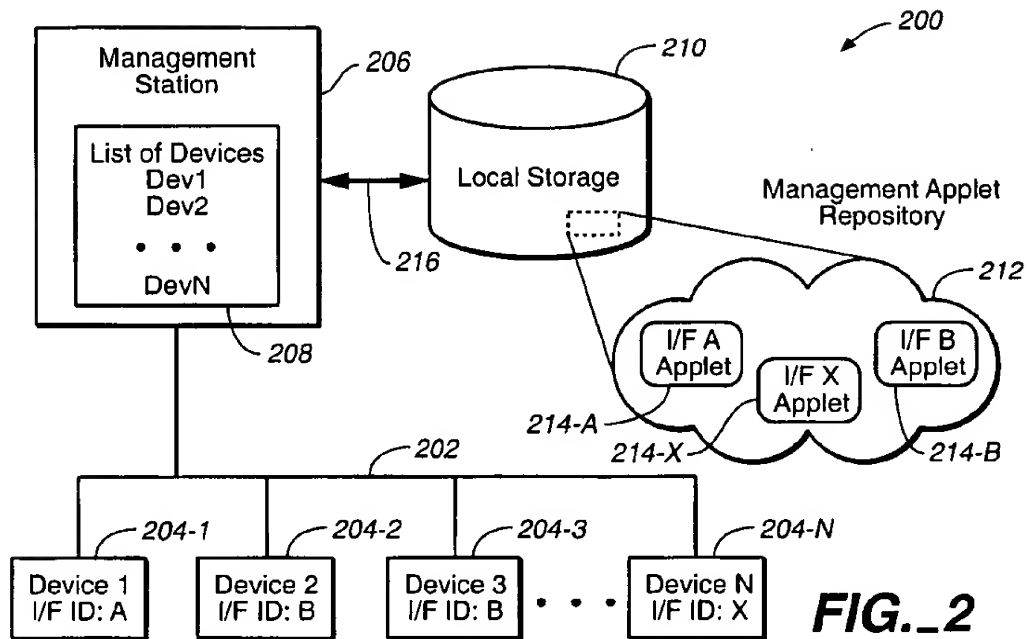 200
Management
Station
206
210
List of Devices
Dev1
Dev2
• • •
DevN
208
216
Local Storage
Management Applet
Repository
212
I/F A
Applet
I/F X
Applet
I/F B
Applet
214-A
214-X
214-B
202
204-1
204-2
204-3
204-N
Device 1
I/F ID: A
Device 2
I/F ID: B
Device 3
I/F ID: B
• • •
Device N
I/F ID: X
FIG._2